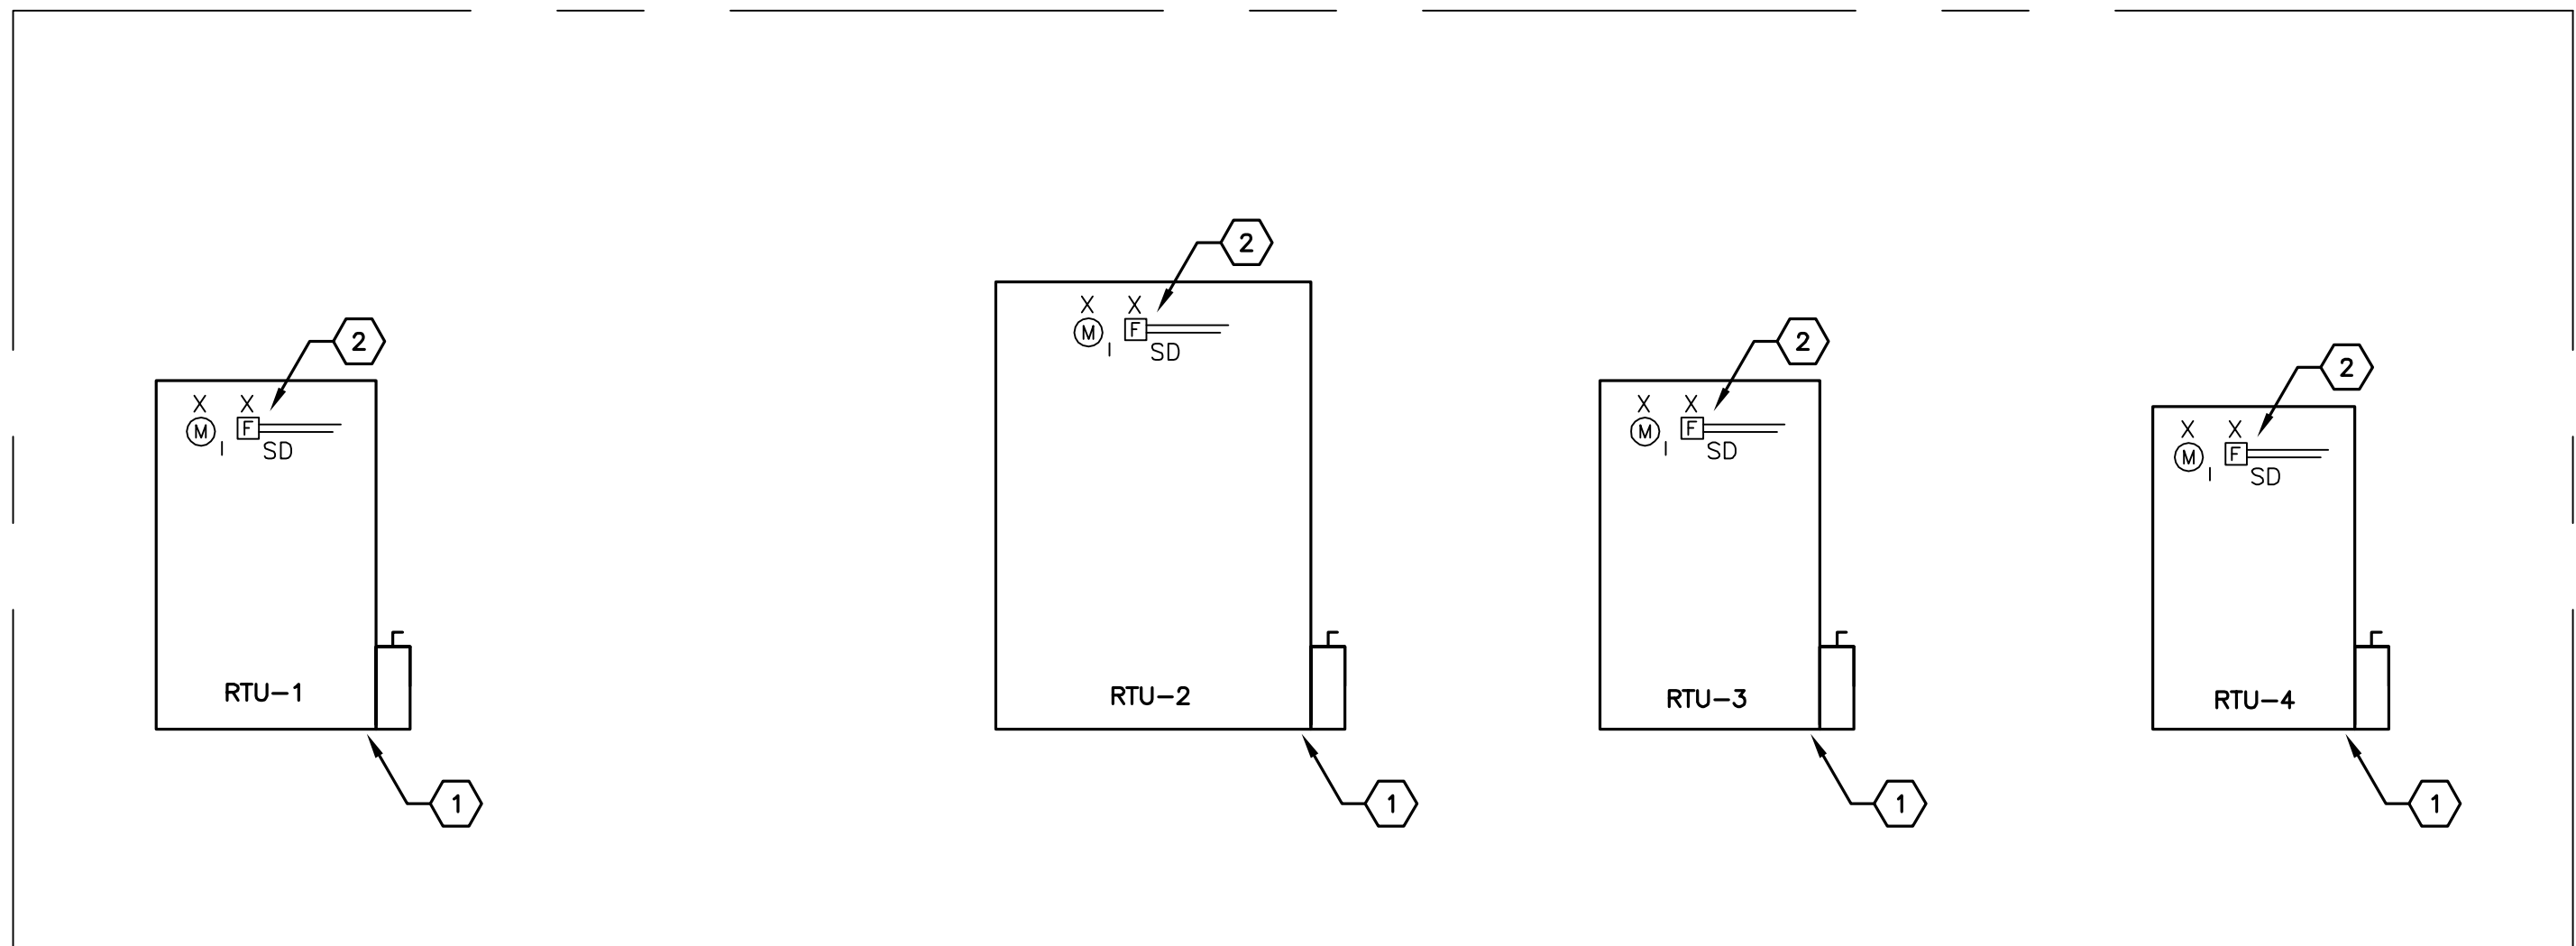 2
X X
M I F SD
RTU-1
1
2
X X
M I F SD
RTU-2
1
2
X X
M I F SD
RTU-3
1
2
X X
M I F SD
RTU-4
1